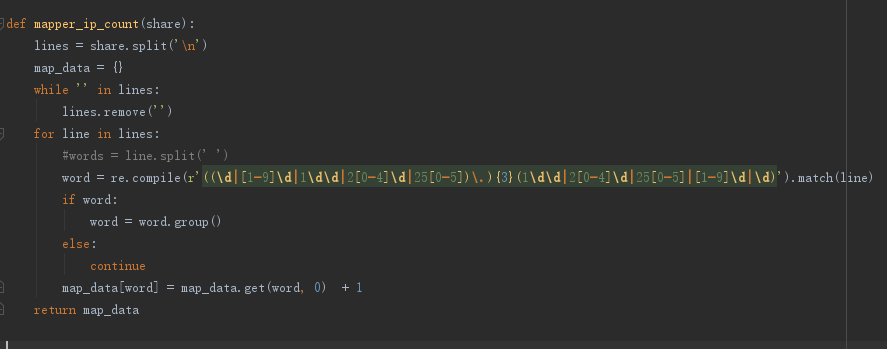 def mapper_ip_count(share):
    lines = share.split('\n')
    map_data = {}
    while '' in lines:
        lines.remove('')
    for line in lines:
        #words = line.split(' ')
        word = re.compile(r'((\d|[1-9]\d|1\d\d|2[0-4]\d|25[0-5])\.){3}(1\d\d|2[0-4]\d|25[0-5]|[1-9]\d|\d)').match(line)
        if word:
            word = word.group()
        else:
            continue
        map_data[word] = map_data.get(word, 0)  + 1
    return map_data